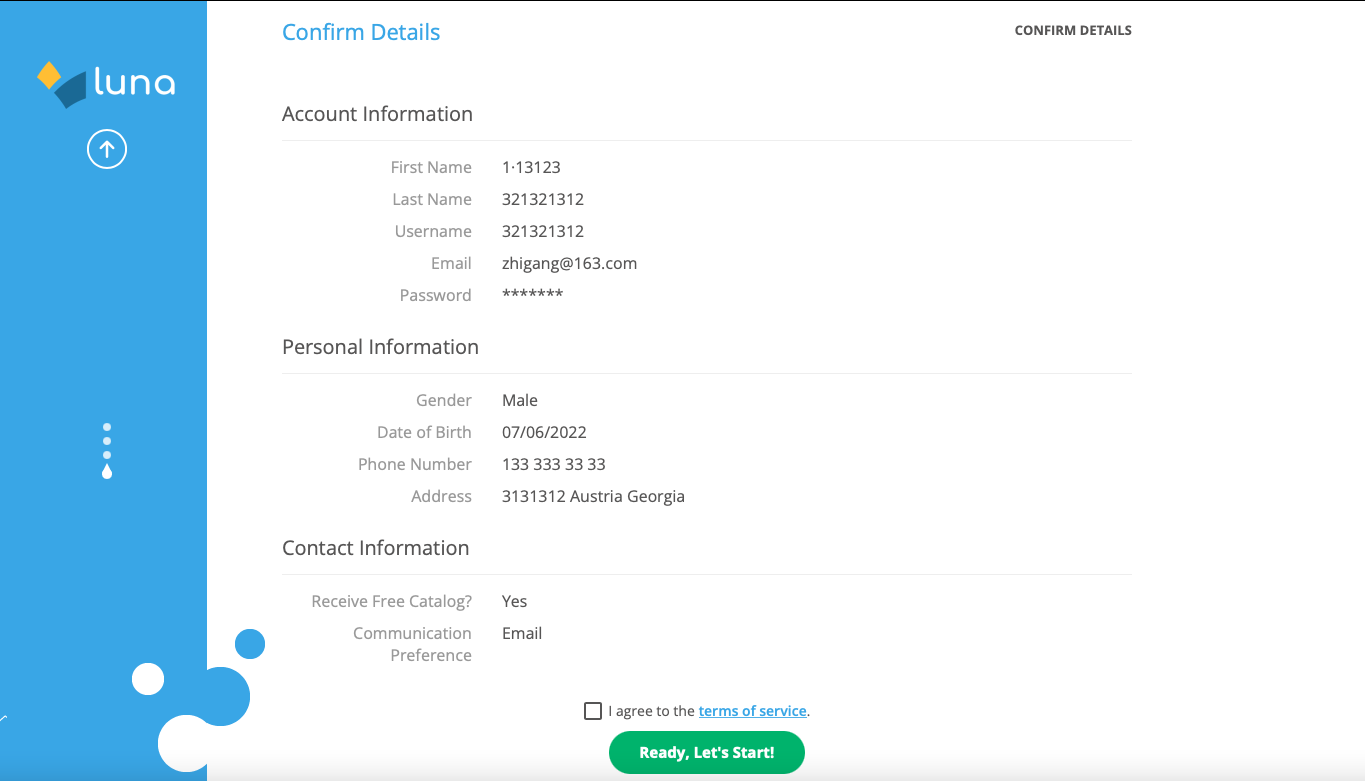 Confirm Details
CONFIRM DETAILS
luna
Account Information
First Name 1·13123
Last Name 321321312
Username 321321312
Email zhigang@163.com
Password *******
Personal Information
Gender Male
Date of Birth 07/06/2022
Phone Number 133 333 33 33
Address 3131312 Austria Georgia
Contact Information
Receive Free Catalog? Yes
Communication Email
Preference
I agree to the terms of service.
Ready, Let's Start!